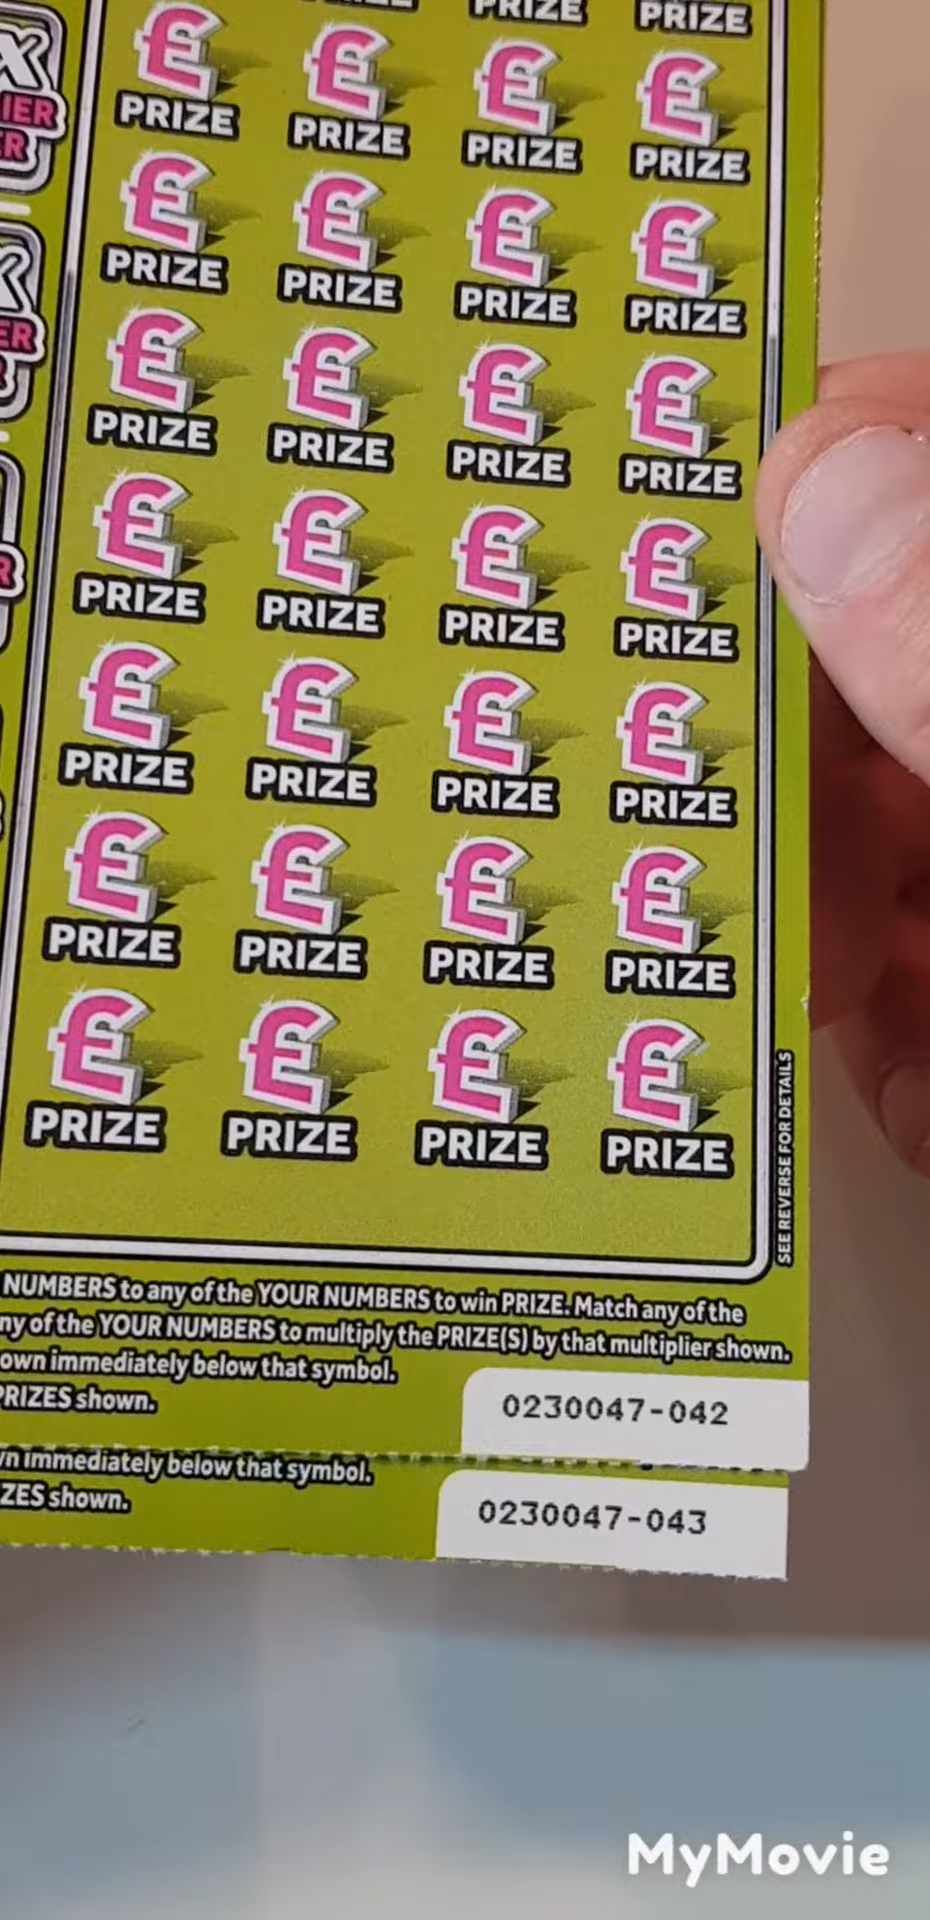 PRIZE PRIZE
X
£ £ £ £
IER
PRIZE PRIZE PRIZE PRIZE
ER
£ £ £ £
PRIZE PRIZE PRIZE PRIZE
X
ER
£ £ £ £
PRIZE PRIZE PRIZE PRIZE
£ £ £ £
R
PRIZE PRIZE PRIZE PRIZE
£ £ £ £
PRIZE PRIZE PRIZE PRIZE
£ £ £ £
PRIZE PRIZE PRIZE PRIZE
£ £ £ £
PRIZE PRIZE PRIZE PRIZE
SEE REVERSE FOR DETAILS
NUMBERS to any of the YOUR NUMBERS to win PRIZE. Match any of the
ny of the YOUR NUMBERS to multiply the PRIZE(S) by that multiplier shown.
own immediately below that symbol.
PRIZES shown.
0230047-042
wn immediately below that symbol.
ZES shown.
0230047-043
MyMovie